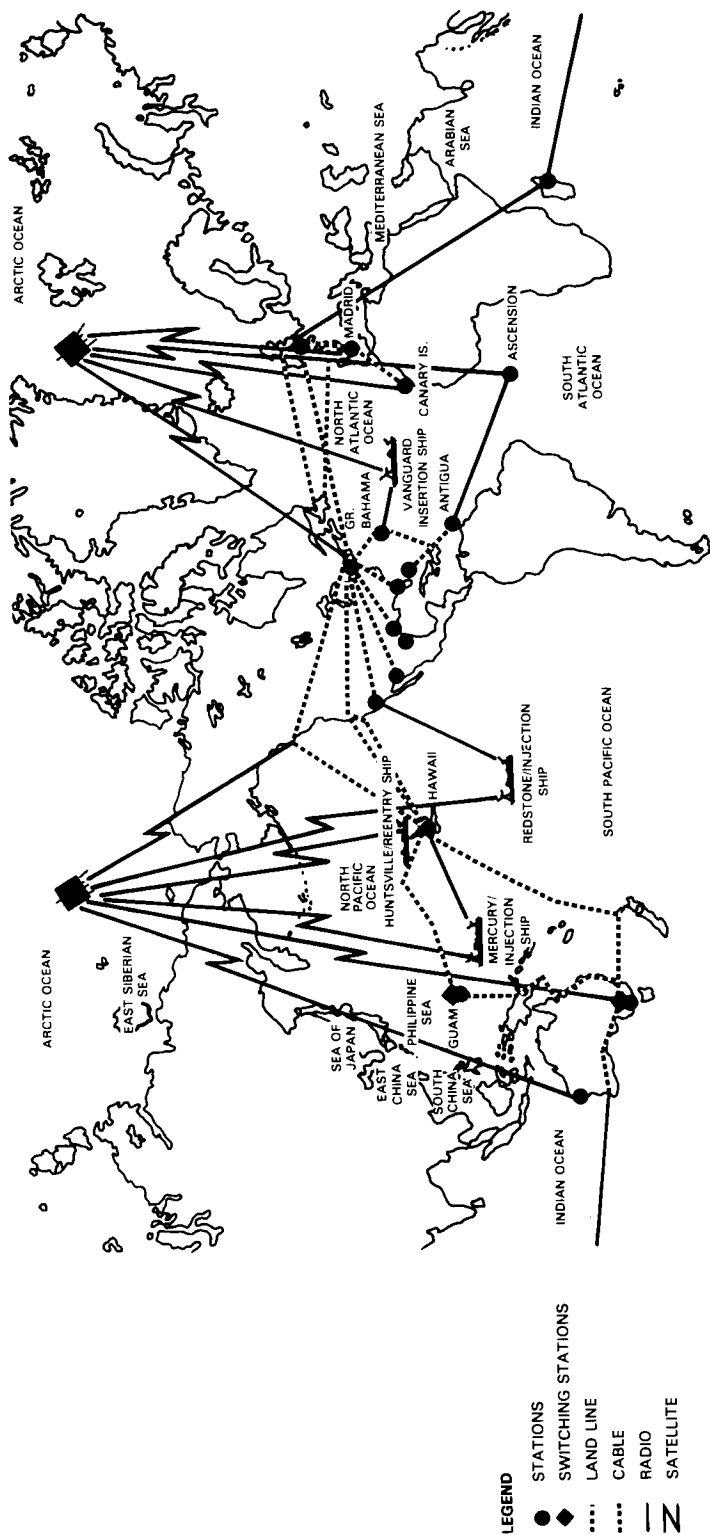 ARCTIC OCEAN
ARCTIC OCEAN
EAST SIBERIAN
SEA
SEA OF
JAPAN
EAST
CHINA
SEA
SOUTH
CHINA
SEA
PHILIPPINE
SEA
GUAM
NORTH
PACIFIC
OCEAN
HUNTSVILLE/REENTRY SHIP
HAWAII
MERCURY/
INJECTION
SHIP
REDSTONE/INJECTION
SHIP
SOUTH PACIFIC OCEAN
INDIAN OCEAN
GR.
BAHAMA
NORTH
ATLANTIC
OCEAN
VANGUARD
INSERTION SHIP
ANTIGUA
MADRID
CANARY IS.
ASCENSION
SOUTH
ATLANTIC
OCEAN
MEDITERRANEAN SEA
ARABIAN
SEA
INDIAN OCEAN
LEGEND
STATIONS
SWITCHING STATIONS
LAND LINE
CABLE
RADIO
SATELLITE